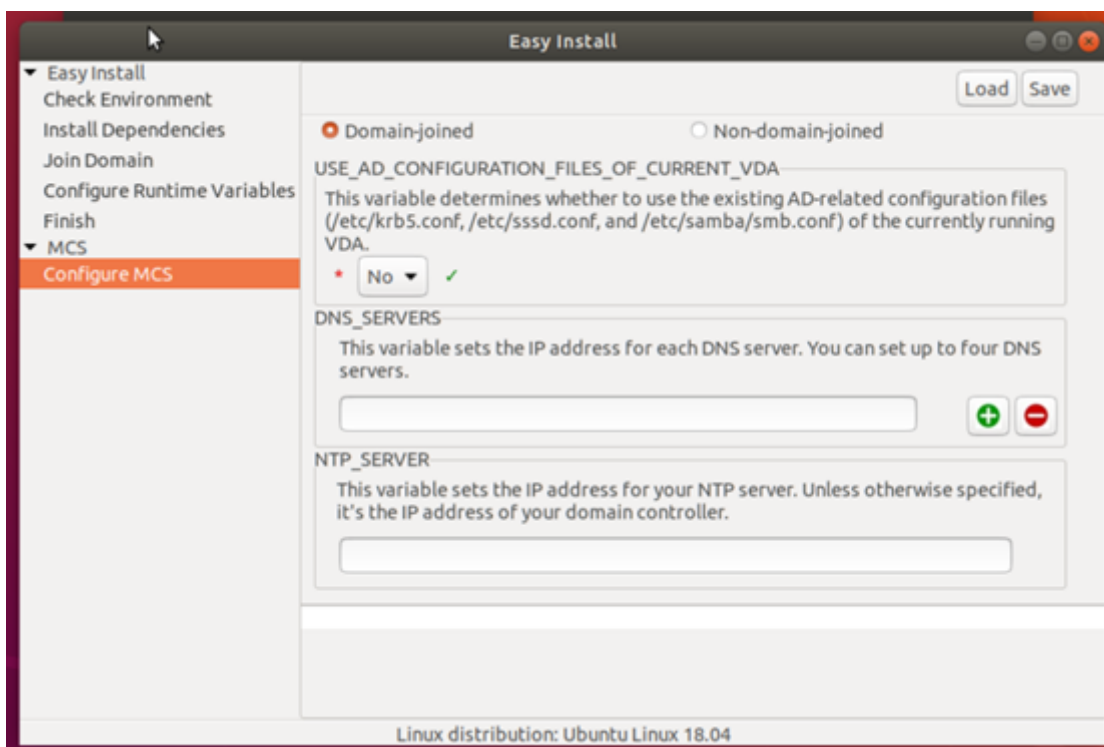 Easy Install
Easy Install
Check Environment
Install Dependencies
Join Domain
Configure Runtime Variables
Finish
MCS
Configure MCS
Load Save
Domain-joined Non-domain-joined
USE_AD_CONFIGURATION_FILES_OF_CURRENT_VDA
This variable determines whether to use the existing AD-related configuration files
(/etc/krb5.conf, /etc/sssd.conf, and /etc/samba/smb.conf) of the currently running
VDA.
* No
DNS_SERVERS
This variable sets the IP address for each DNS server. You can set up to four DNS
servers.
NTP_SERVER
This variable sets the IP address for your NTP server. Unless otherwise specified,
it's the IP address of your domain controller.
Linux distribution: Ubuntu Linux 18.04